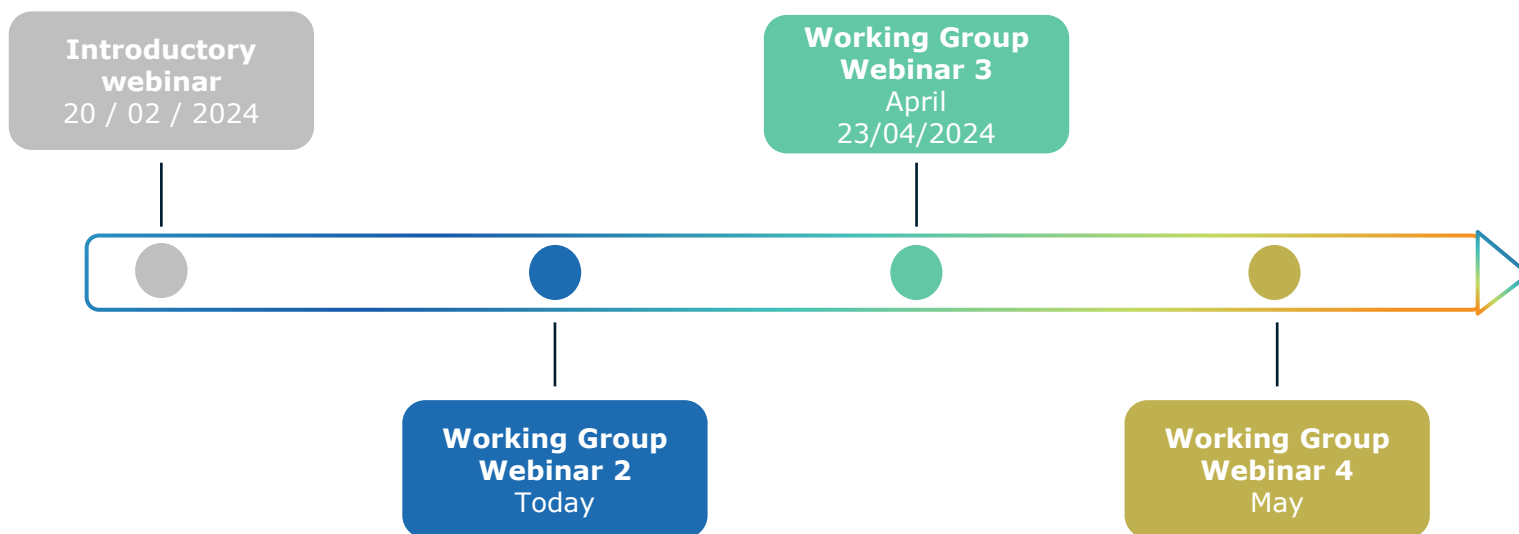 Introductory
webinar
20 / 02 / 2024
Working Group
Webinar 2
Today
Working Group
Webinar 3
April
23/04/2024
Working Group
Webinar 4
May